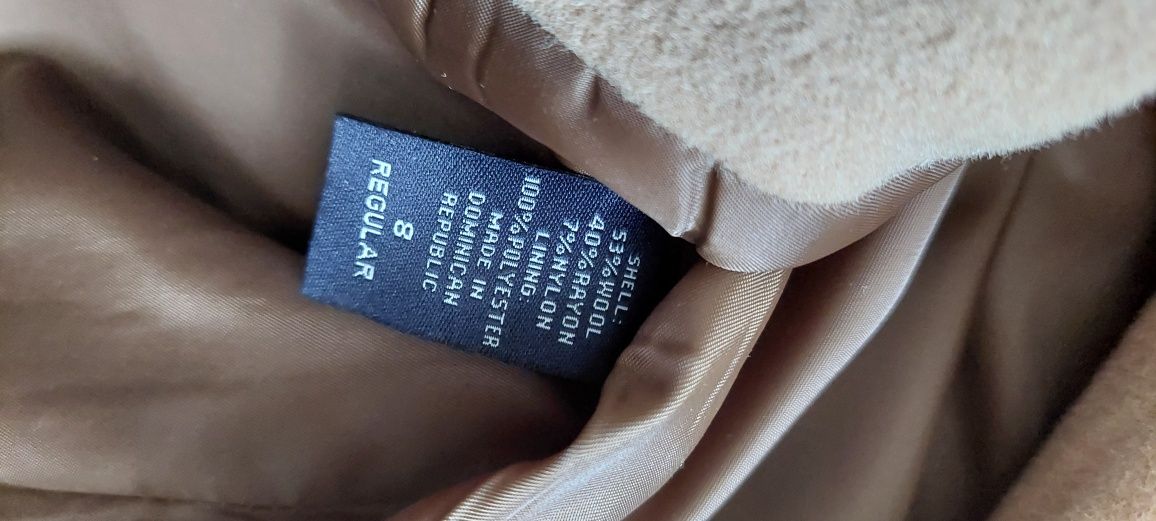 SHELL:
53%WOOL
40%RAYON
7%NYLON
LINING:
100%POLYESTER
MADE IN
DOMINICAN
REPUBLIC
8
REGULAR